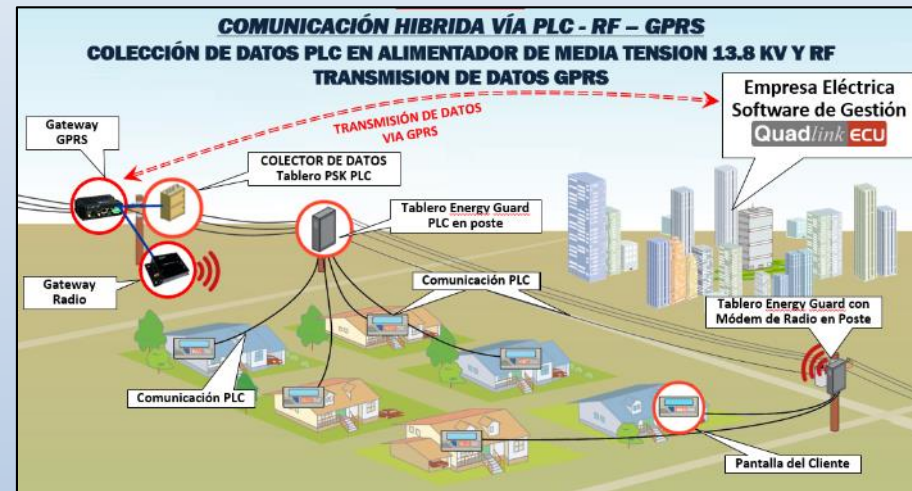 COMUNICACIÓN HIBRIDA VÍA PLC - RF – GPRS
COLECCIÓN DE DATOS PLC EN ALIMENTADOR DE MEDIA TENSION 13.8 KV Y RF
TRANSMISION DE DATOS GPRS
Empresa Eléctrica
Software de Gestión
Quadlink ECU
TRANSMISIÓN DE DATOS
VIA GPRS
Gateway
GPRS
COLECTOR DE DATOS
Tablero PSK PLC
Tablero Energy Guard
PLC en poste
Gateway
Radio
Comunicación PLC
Tablero Energy Guard con
Módem de Radio en Poste
Comunicación PLC
Pantalla del Cliente